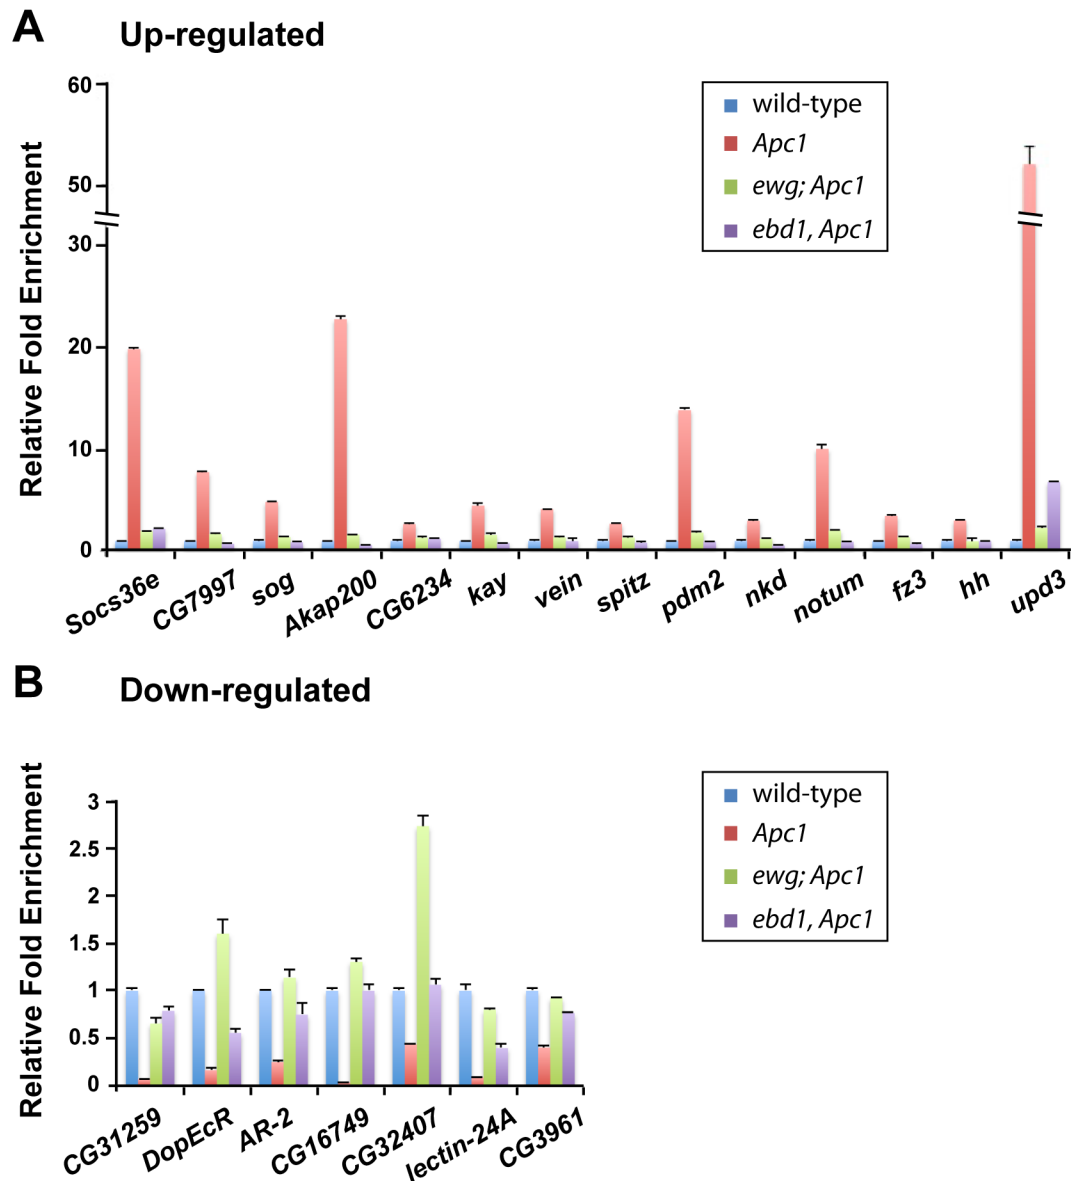 A
Up-regulated
Relative Fold Enrichment
60
50
30
20
10
0
wild-type
Apc1
ewg; Apc1
ebd1, Apc1
Socs36e
CG7997
sog
Akap200
CG6234
kay
vein
spitz
pdm2
nkd
notum
fz3
hh
upd3
B
Down-regulated
Relative Fold Enrichment
3
2.5
2
1.5
1
0.5
0
wild-type
Apc1
ewg; Apc1
ebd1, Apc1
CG31259
DopEcR
AR-2
CG16749
CG32407
lectin-24A
CG3961